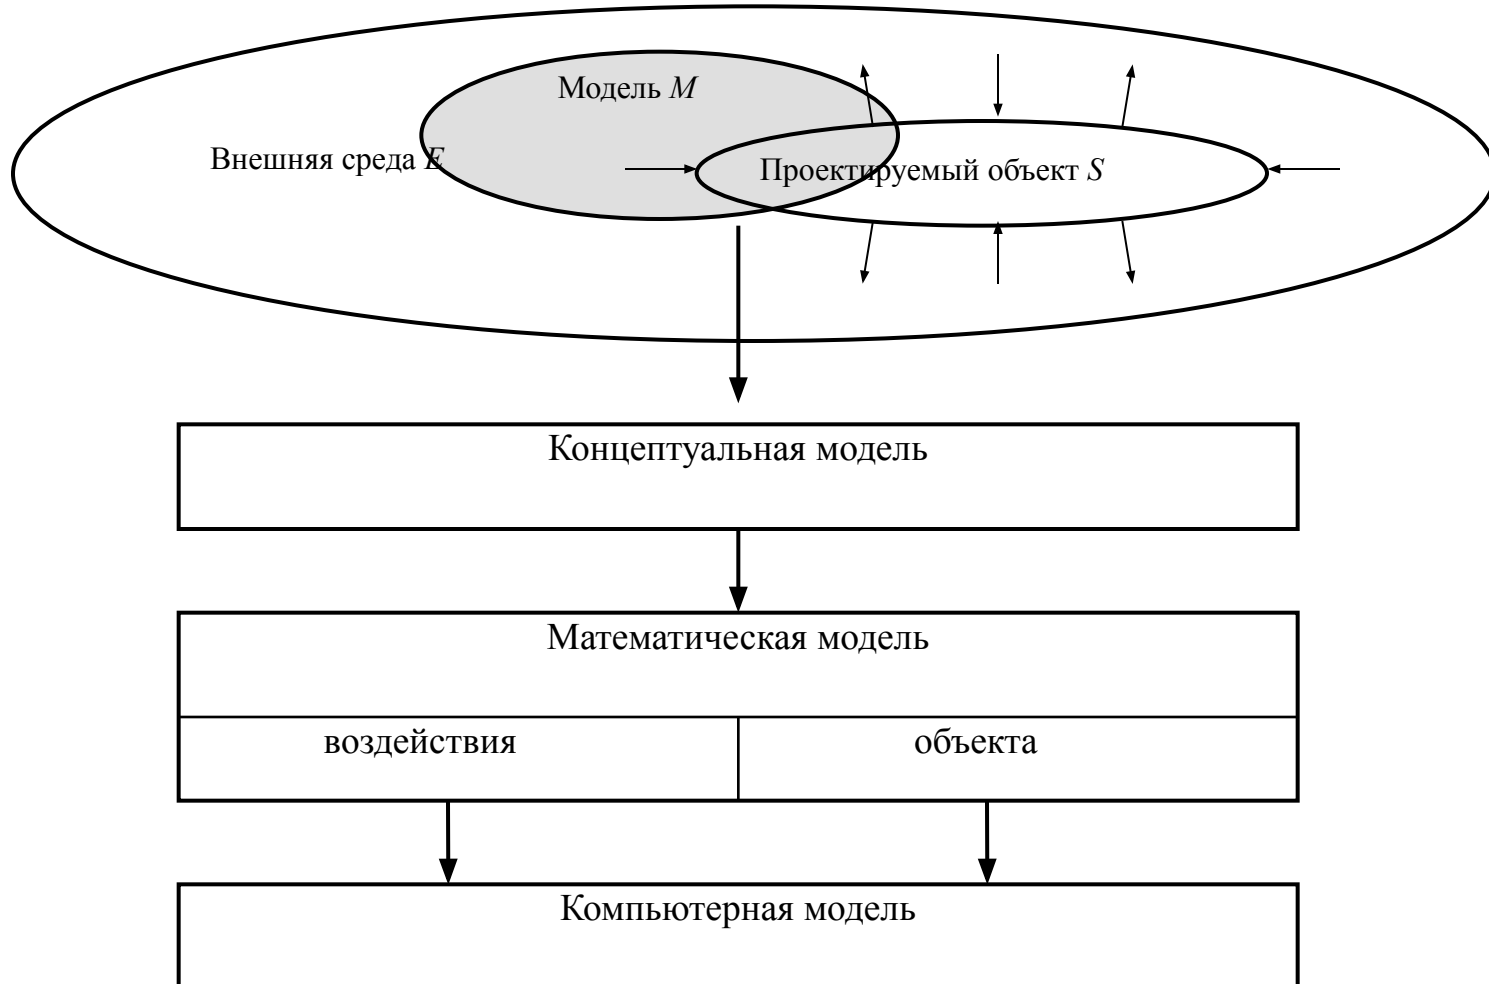 Модель M
Внешняя среда E
Проектируемый объект S
Концептуальная модель
Математическая модель
воздействия
объекта
Компьютерная модель